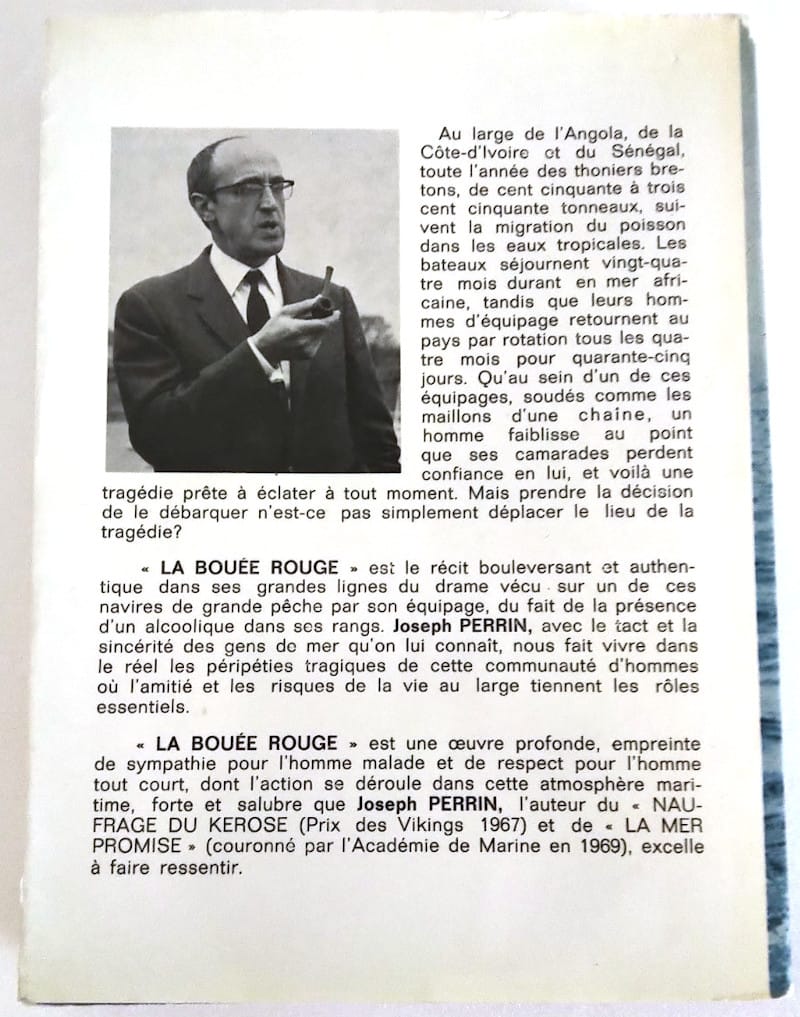 Au large de l'Angola, de la
Côte-d'Ivoire et du Sénégal,
toute l'année des thoniers bre-
tons, de cent cinquante à trois
cent cinquante tonneaux, sui-
vent la migration du poisson
dans les eaux tropicales. Les
bateaux séjournent vingt-qua-
tre mois durant en mer afri-
caine, tandis que leurs hom-
mes d'équipage retournent au
pays par rotation tous les qua-
tre mois pour quarante-cinq
jours. Qu'au sein d'un de ces
équipages, soudés comme les
maillons d'une chaîne, un
homme faiblisse au point
que ses camarades perdent
confiance en lui, et voilà une
tragédie prête à éclater à tout moment. Mais prendre la décision
de le débarquer n'est-ce pas simplement déplacer le lieu de la
tragédie?
« LA BOUÉE ROUGE » est le récit bouleversant et authen-
tique dans ses grandes lignes du drame vécu sur un de ces
navires de grande pêche par son équipage, du fait de la présence
d'un alcoolique dans ses rangs. Joseph PERRIN, avec le tact et la
sincérité des gens de mer qu'on lui connaît, nous fait vivre dans
le réel les péripéties tragiques de cette communauté d'hommes
où l'amitié et les risques de la vie au large tiennent les rôles
essentiels.
« LA BOUÉE ROUGE » est une œuvre profonde, empreinte
de sympathie pour l'homme malade et de respect pour l'homme
tout court, dont l'action se déroule dans cette atmosphère mari-
time, forte et salubre que Joseph PERRIN, l'auteur du « NAU-
FRAGE DU KEROSE (Prix des Vikings 1967) et de « LA MER
PROMISE » (couronné par l'Académie de Marine en 1969), excelle
à faire ressentir.